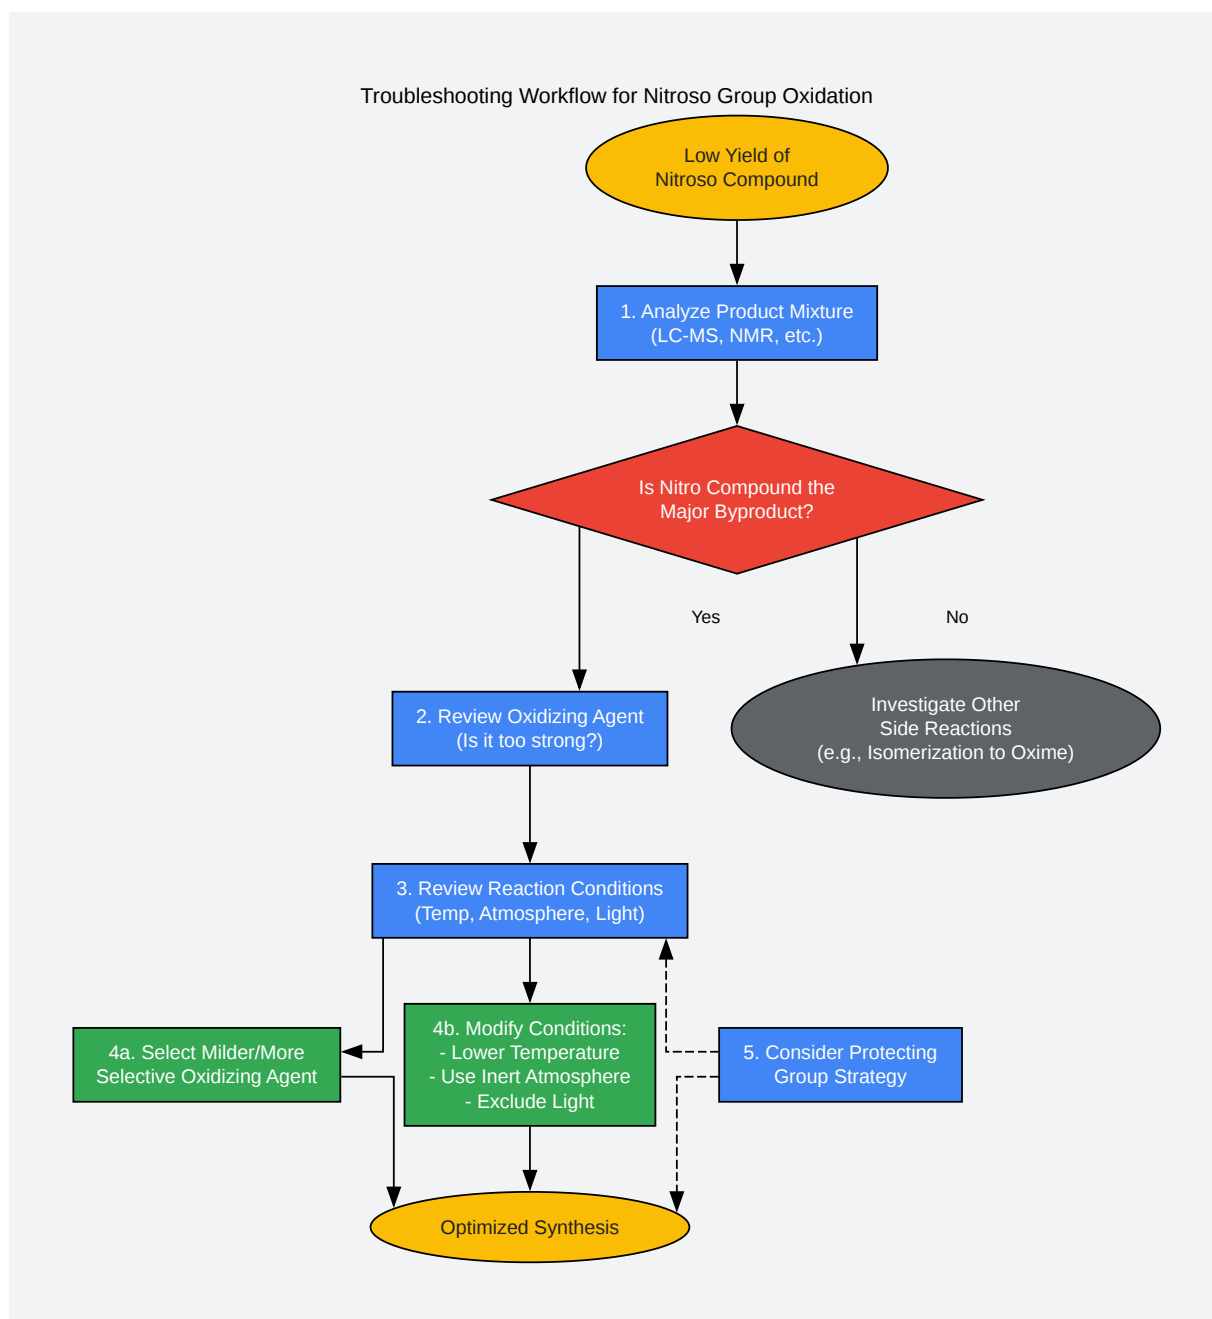 Troubleshooting Workflow for Nitroso Group Oxidation
Low Yield of
Nitroso Compound
1. Analyze Product Mixture
(LC-MS, NMR, etc.)
Is Nitro Compound the
Major Byproduct?
Yes
No
Investigate Other
Side Reactions
(e.g., Isomerization to Oxime)
2. Review Oxidizing Agent
(Is it too strong?)
3. Review Reaction Conditions
(Temp, Atmosphere, Light)
4a. Select Milder/More
Selective Oxidizing Agent
4b. Modify Conditions:
- Lower Temperature
- Use Inert Atmosphere
- Exclude Light
5. Consider Protecting
Group Strategy
Optimized Synthesis